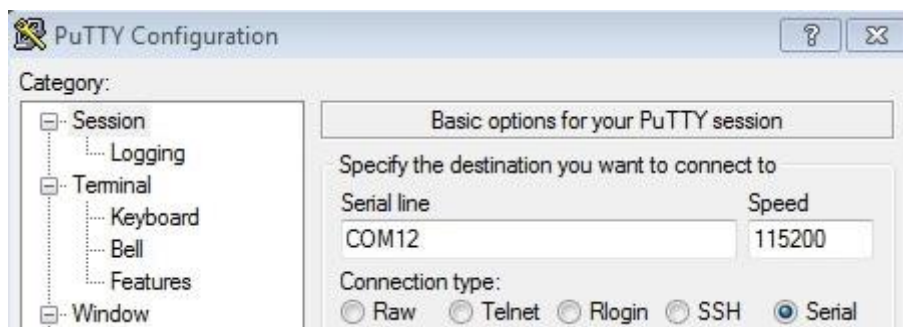 PuTTY Configuration
Category:
Session
Logging
Terminal
Keyboard
Bell
Features
Window
Basic options for your PuTTY session
Specify the destination you want to connect to
Serial line Speed
COM12 115200
Connection type:
Raw Telnet Rlogin SSH Serial